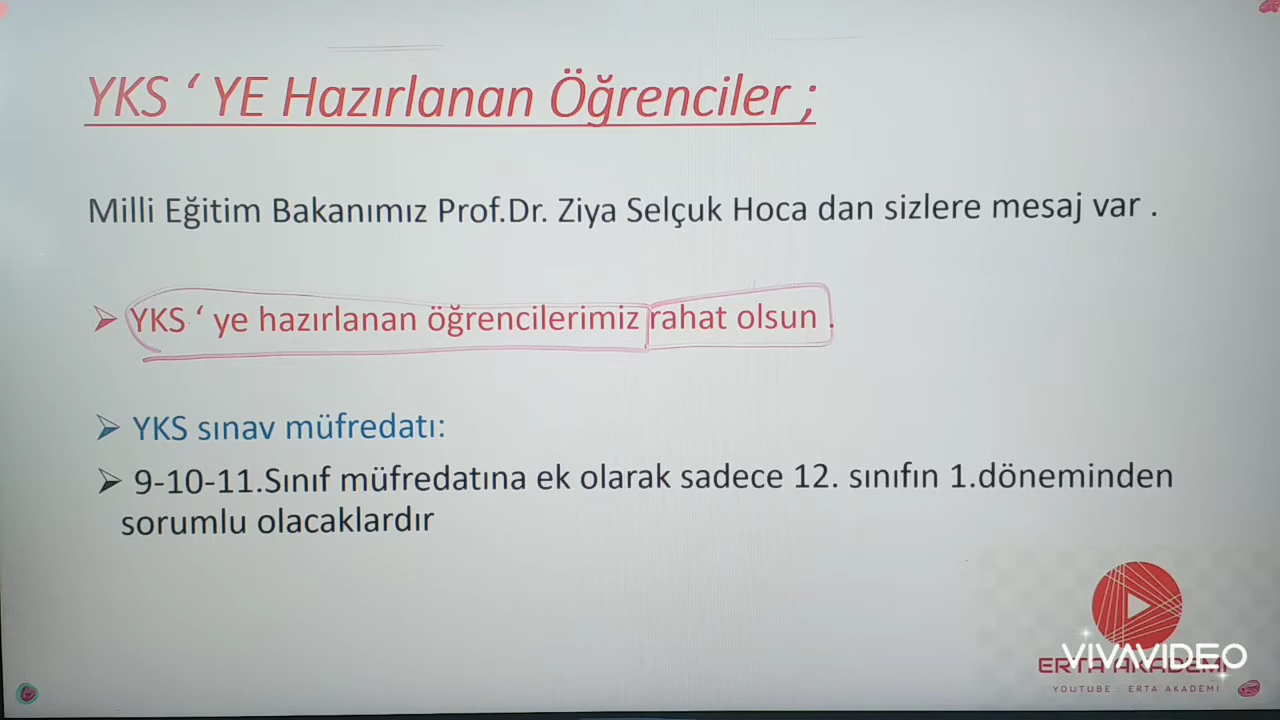 YKS ‘ YE Hazırlanan Öğrenciler ;
Milli Eğitim Bakanımız Prof.Dr. Ziya Selçuk Hoca dan sizlere mesaj var .
YKS ‘ ye hazırlanan öğrencilerimiz rahat olsun .
YKS sınav müfredatı:
9-10-11.Sınıf müfredatına ek olarak sadece 12. sınıfın 1.döneminden
sorumlu olacaklardır
VIVAVIDEO
ERTA AKADEMİ
YOUTUBE : ERTA AKADEMİ